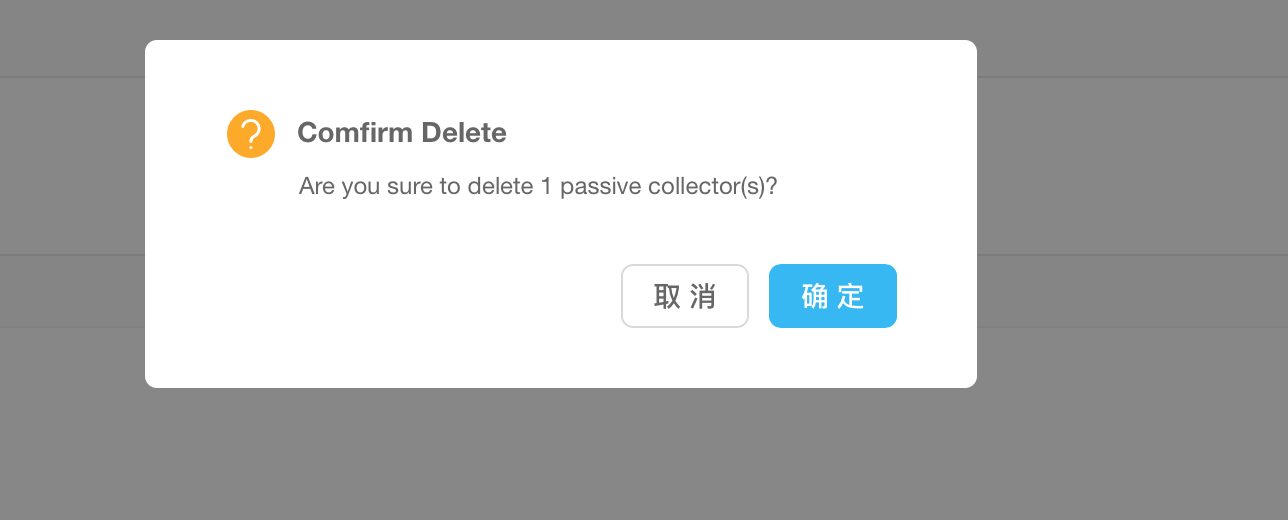 Comfirm Delete
Are you sure to delete 1 passive collector(s)?
取 消 确 定